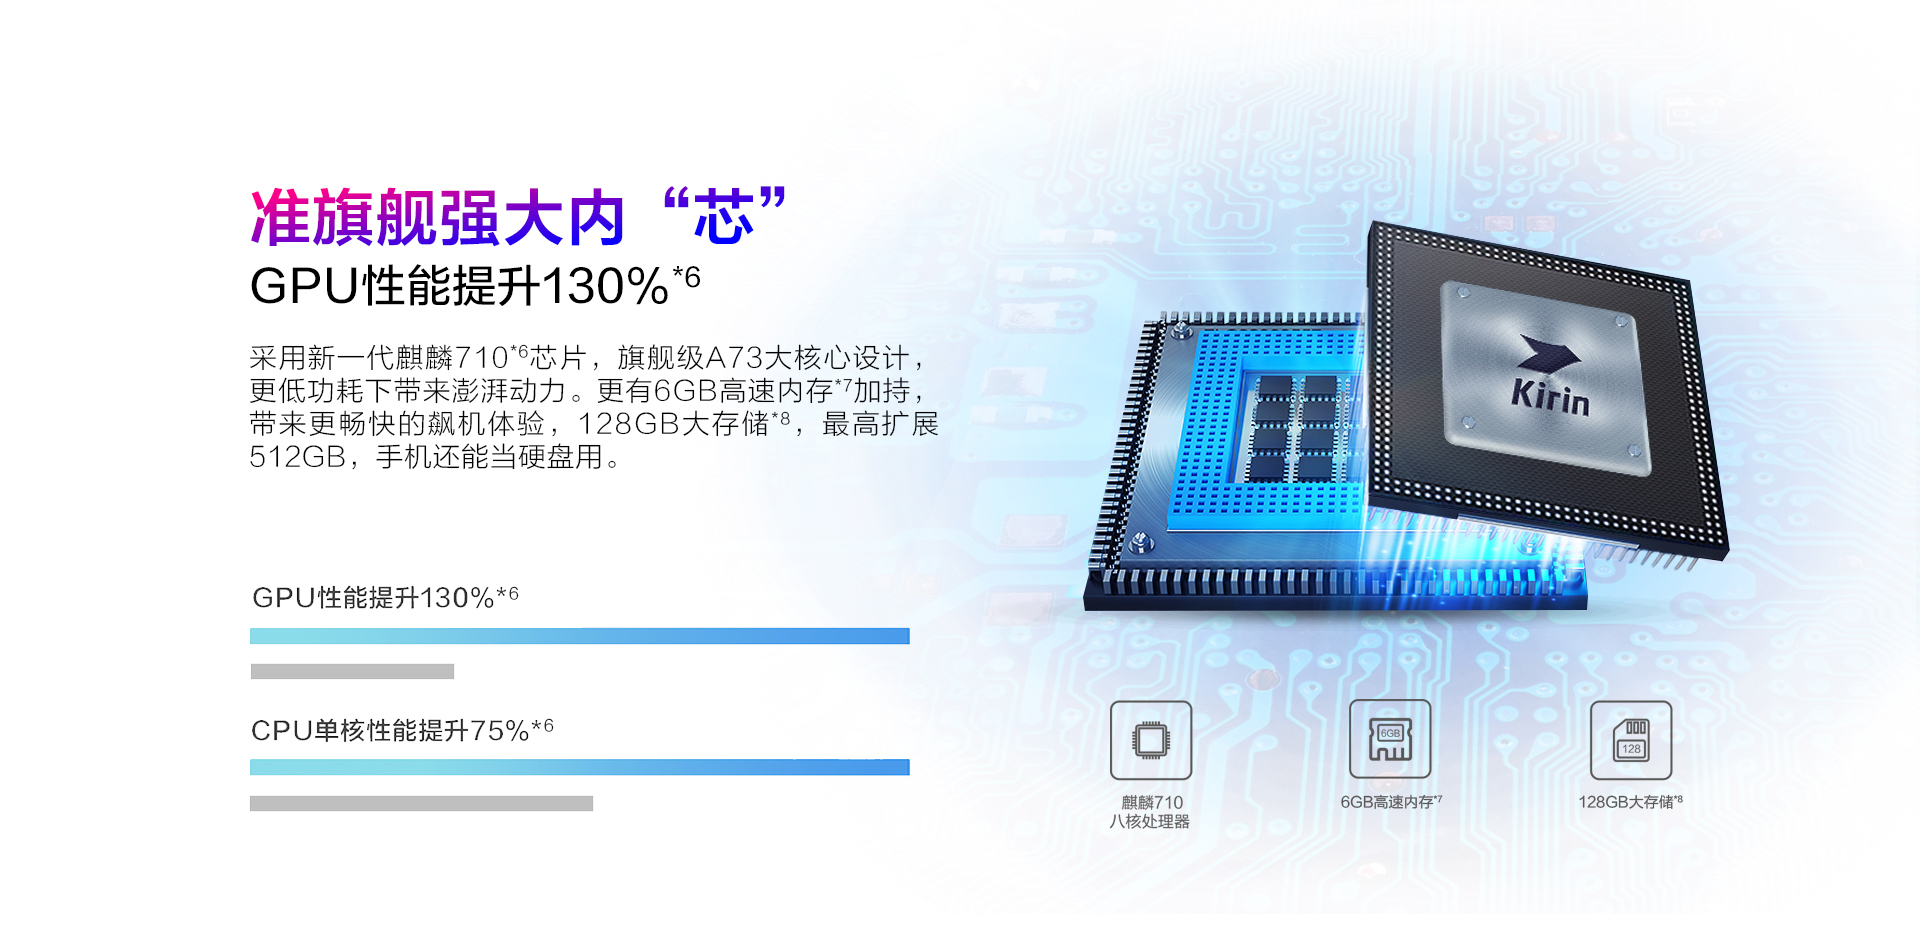 准旗舰强大内“芯”
GPU性能提升130%*6
采用新一代麒麟710*6芯片，旗舰级A73大核心设计，
更低功耗下带来澎湃动力。更有6GB高速内存*7加持，
带来更畅快的飙机体验，128GB大存储*8，最高扩展
512GB，手机还能当硬盘用。
GPU性能提升130%*6
CPU单核性能提升75%*6
Kirin
6GB
128
麒麟710
八核处理器
6GB高速内存*7
128GB大存储*8